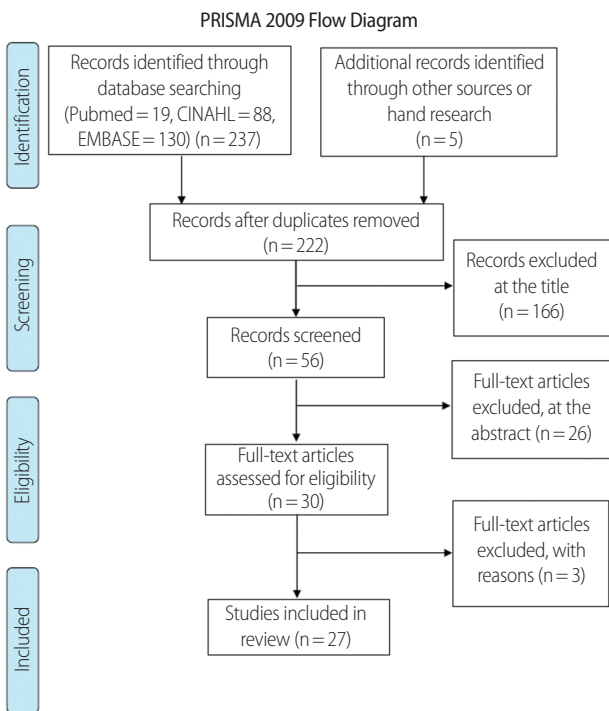 PRISMA 2009 Flow Diagram
Identification
Records identified through
database searching
(Pubmed = 19, CINAHL = 88,
EMBASE = 130) (n = 237)
Additional records identified
through other sources or
hand research
(n = 5)
Records after duplicates removed
(n = 222)
Screening
Records excluded
at the title
(n = 166)
Records screened
(n = 56)
Full-text articles
excluded, at the
abstract (n = 26)
Eligibility
Full-text articles
assessed for eligibility
(n = 30)
Full-text articles
excluded, with
reasons (n = 3)
Included
Studies included in
review (n = 27)